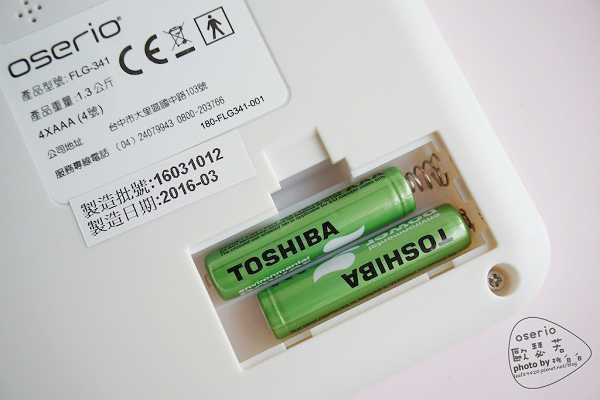 oserio
產品型號: FLG-341
產品重量: 1.3公斤
4XAAA (4號)
公司地址 台中市大里區國中路103號
服務專線電話 (04) 24079943 0800-203766
180-FLG341-001
製造批號:16031012
製造日期:2016-03
TOSHIBA
environmental
TOSHIBA
oserio
歐瑟若
photo by